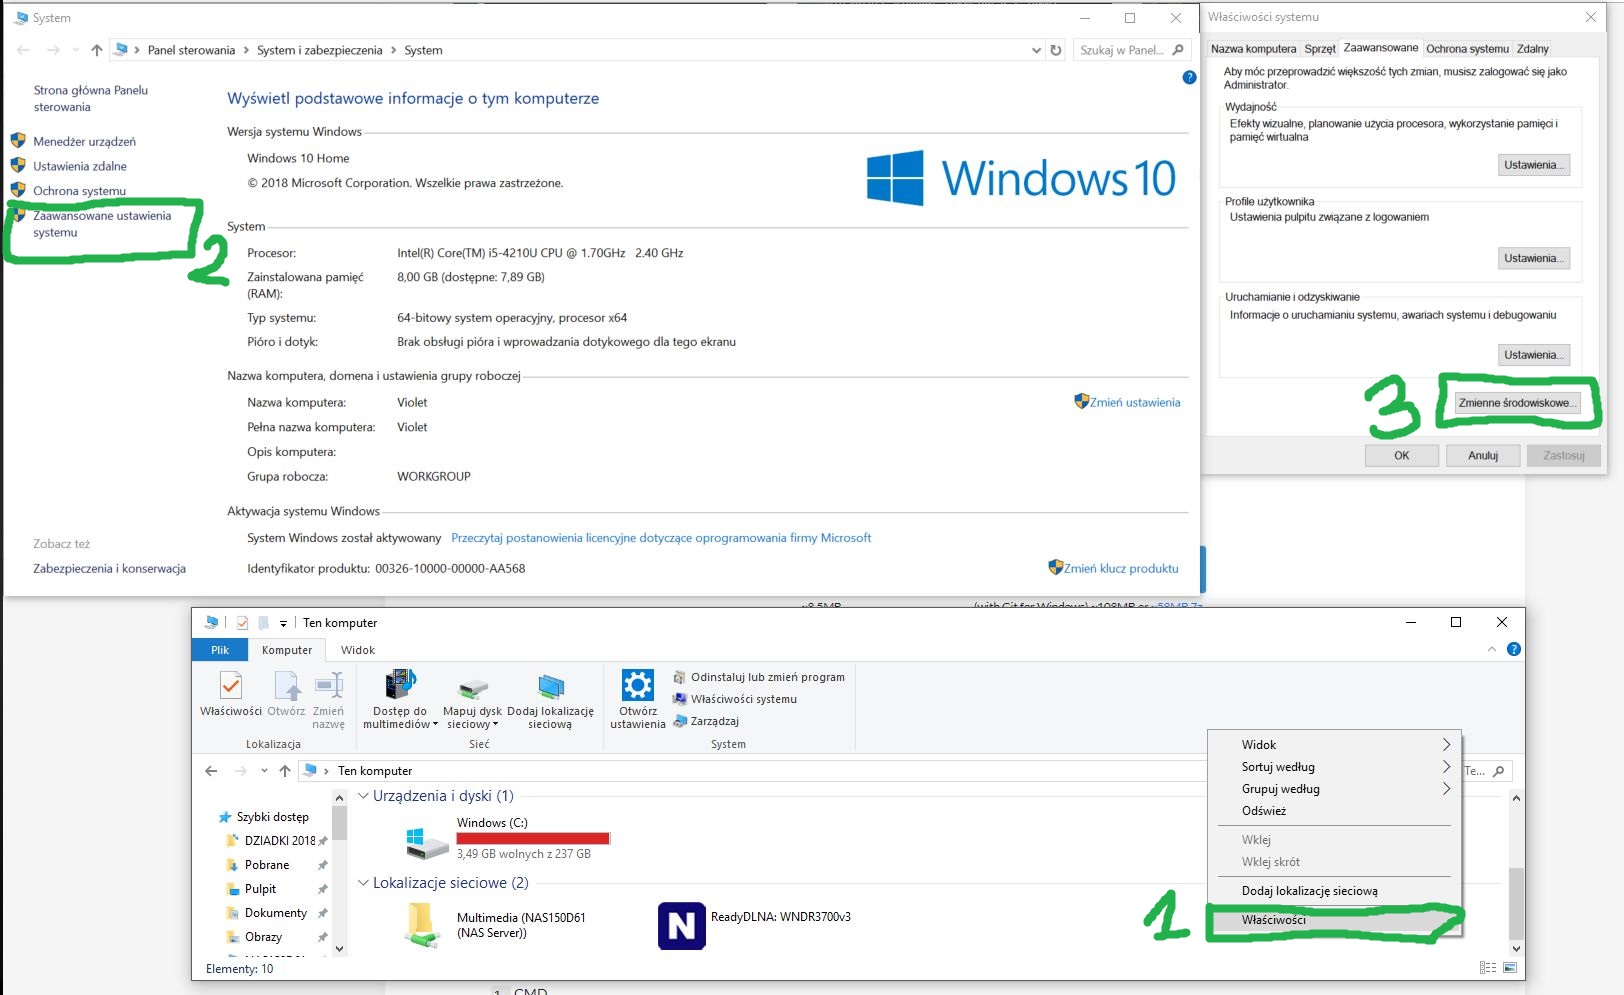 System
Panel sterowania > System i zabezpieczenia > System
Szukaj w Panel...
Strona główna Panelu
sterowania
Menedżer urządzeń
Ustawienia zdalne
Ochrona systemu
Zaawansowane ustawienia
systemu
2
Zobacz też
Zabezpieczenia i konserwacja
Wyświetl podstawowe informacje o tym komputerze
Wersja systemu Windows
Windows 10 Home
© 2018 Microsoft Corporation. Wszelkie prawa zastrzeżone.
Windows 10
System
Procesor: Intel(R) Core(TM) i5-4210U CPU @ 1.70GHz 2.40 GHz
Zainstalowana pamięć
(RAM):
8,00 GB (dostępne: 7,89 GB)
Typ systemu: 64-bitowy system operacyjny, procesor x64
Pióro i dotyk: Brak obsługi pióra i wprowadzania dotykowego dla tego ekranu
Nazwa komputera, domena i ustawienia grupy roboczej
Nazwa komputera: Violet
Zmień ustawienia
Pełna nazwa komputera: Violet
Opis komputera:
Grupa robocza: WORKGROUP
Aktywacja systemu Windows
System Windows został aktywowany Przeczytaj postanowienia licencyjne dotyczące oprogramowania firmy Microsoft
Identyfikator produktu: 00326-10000-00000-AA568
Zmień klucz produktu
Właściwości systemu
Nazwa komputera Sprzęt Zaawansowane Ochrona systemu Zdalny
Aby móc przeprowadzić większość tych zmian, musisz zalogować się jako
Administrator.
Wydajność
Efekty wizualne, planowanie użycia procesora, wykorzystanie pamięci i
pamięć wirtualna
Ustawienia...
Profile użytkownika
Ustawienia pulpitu związane z logowaniem
Ustawienia...
Uruchamianie i odzyskiwanie
Informacje o uruchamianiu systemu, awariach systemu i debugowaniu
Ustawienia...
3
Zmienne środowiskowe...
OK Anuluj Zastosuj
~8.5MB
(with Git for Windows) ~108MB or ~58MB 7z
Ten komputer
Plik Komputer Widok
Właściwości Otwórz Zmień
nazwę
Lokalizacja
Dostęp do
multimediów
Mapuj dysk
sieciowy
Dodaj lokalizację
sieciową
Sieć
Otwórz
ustawienia
Odinstaluj lub zmień program
Właściwości systemu
Zarządzaj
System
> Ten komputer
Te...
Szybki dostęp
DZIADKI 2018
Pobrane
Pulpit
Dokumenty
Obrazy
Urządzenia i dyski (1)
Windows (C:)
3,49 GB wolnych z 237 GB
Lokalizacje sieciowe (2)
Multimedia (NAS150D61
(NAS Server))
N
ReadyDLNA: WNDR3700v3
Widok
Sortuj według
Grupuj według
Odśwież
Wklej
Wklej skrót
Dodaj lokalizację sieciową
Właściwości
1
Elementy: 10
1 CMD